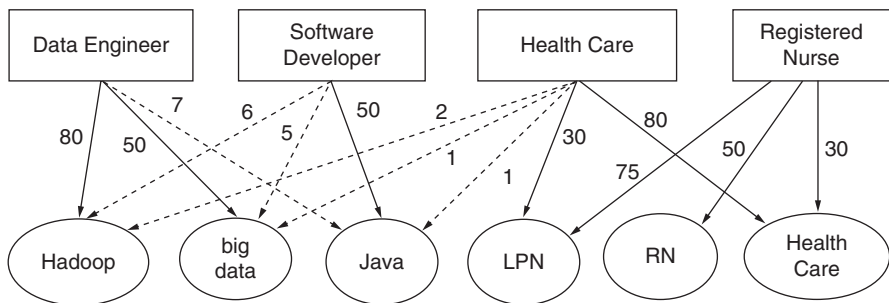 Data Engineer
Software
Developer
Health Care
Registered
Nurse
7
6
5
50
2
80
80
50
1
30
1
75
50
30
Hadoop
big
data
Java
LPN
RN
Health
Care